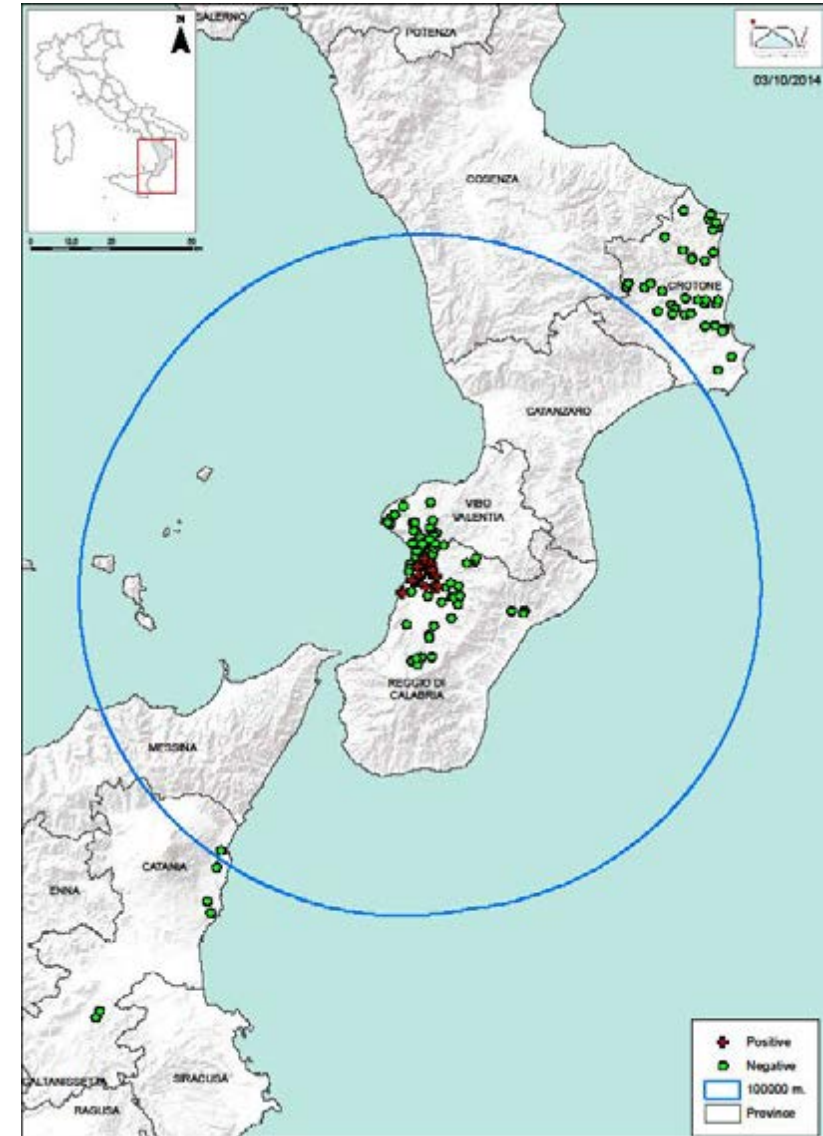 SALERNO
N
POTENZA
03/10/2014
COSENZA
CROTONE
CATANZARO
VIBO
VALENTIA
REGGIO DI
CALABRIA
MESSINA
CATANIA
ENNA
CALTANISSETTA
SIRACUSA
RAGUSA
Positive
Negative
100000 m.
Province